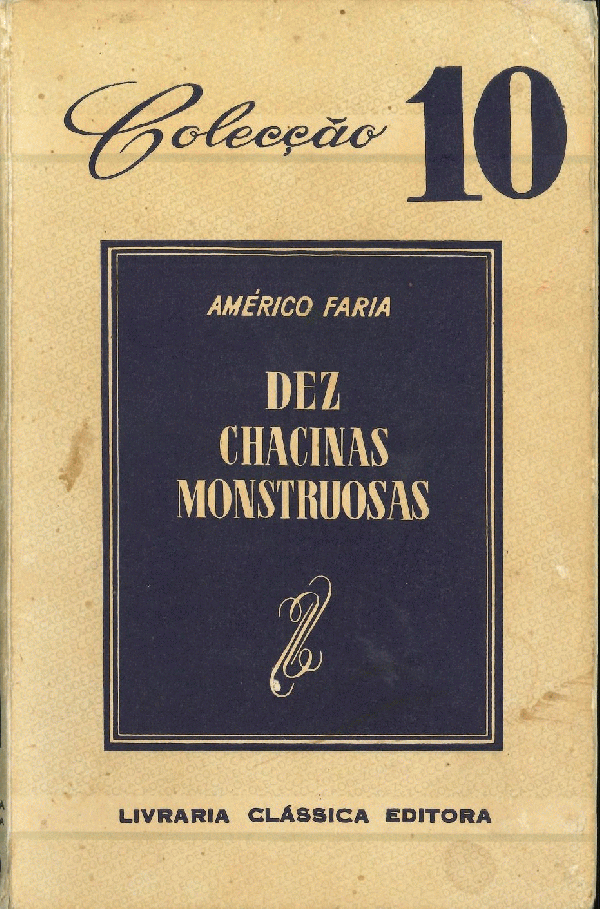 Colecção 10
AMÉRICO FARIA
DEZ
CHACINAS
MONSTRUOSAS
LIVRARIA CLÁSSICA EDITORA